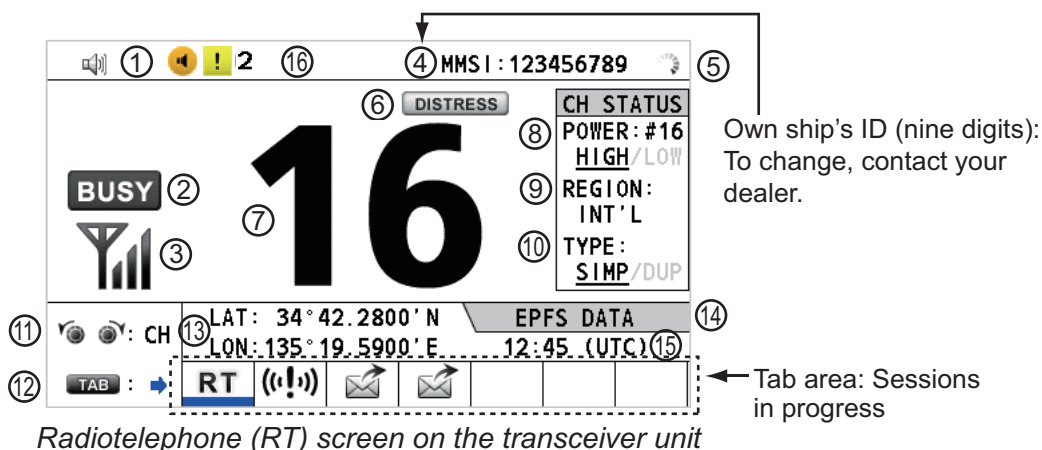 ① ! 2 ⑯ ④ MMSI:123456789 ⑤
⑥ DISTRESS
CH STATUS
⑧ POWER:#16
HIGH/LOW
⑨ REGION:
INT'L
⑩ TYPE:
SIMP/DUP
Own ship's ID (nine digits):
To change, contact your
dealer.
BUSY ②
③
⑦ 16
⑪ : CH
⑬ LAT: 34°42.2800'N
LON:135°19.5900'E
EPFS DATA ⑭
12:45 (UTC) ⑮
⑫ TAB :
RT ((!))
Tab area: Sessions
in progress
Radiotelephone (RT) screen on the transceiver unit